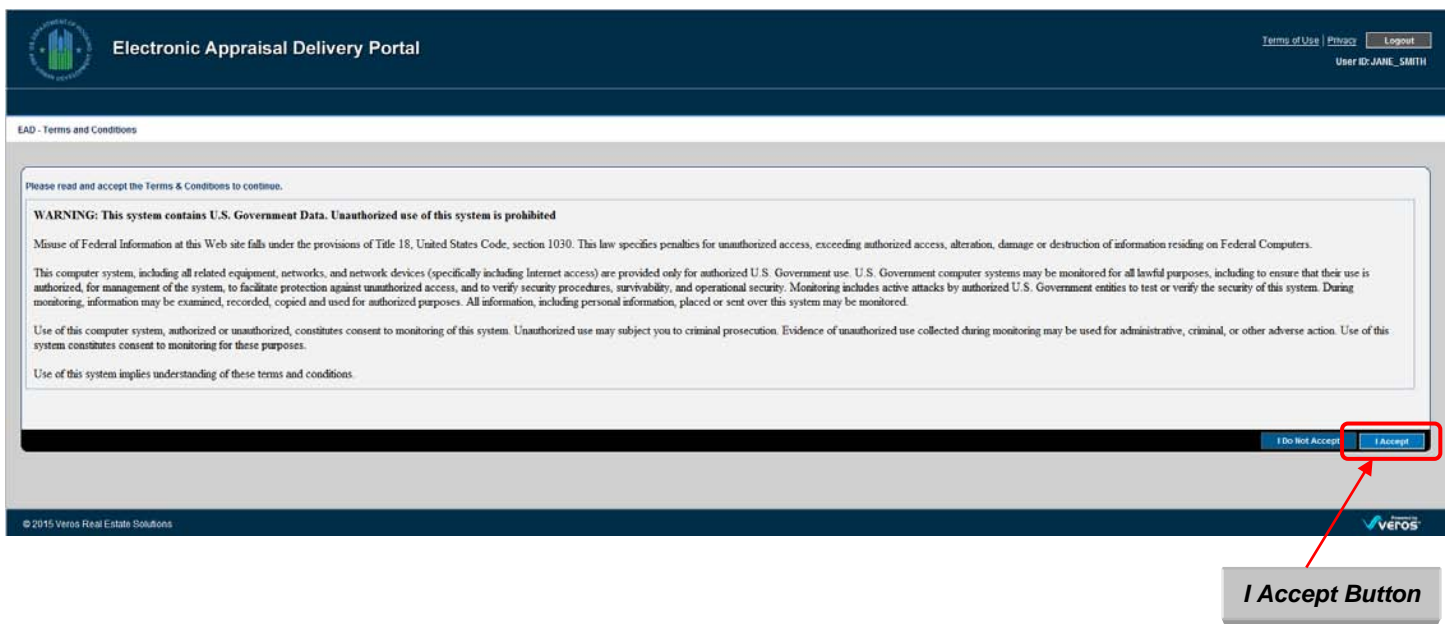 Electronic Appraisal Delivery Portal
Terms of Use | Privacy Logout
User ID: JANE_SMITH
EAD - Terms and Conditions
Please read and accept the Terms & Conditions to continue.
WARNING: This system contains U.S. Government Data. Unauthorized use of this system is prohibited
Misuse of Federal Information at this Web site falls under the provisions of Title 18, United States Code, section 1030. This law specifies penalties for unauthorized access, exceeding authorized access, alteration, damage or destruction of information residing on Federal Computers.
This computer system, including all related equipment, networks, and network devices (specifically including Internet access) are provided only for authorized U.S. Government use. U.S. Government computer systems may be monitored for all lawful purposes, including to ensure that their use is
authorized, for management of the system, to facilitate protection against unauthorized access, and to verify security procedures, survivability, and operational security. Monitoring includes active attacks by authorized U.S. Government entities to test or verify the security of this system. During
monitoring, information may be examined, recorded, copied and used for authorized purposes. All information, including personal information, placed or sent over this system may be monitored.
Use of this computer system, authorized or unauthorized, constitutes consent to monitoring of this system. Unauthorized use may subject you to criminal prosecution. Evidence of unauthorized use collected during monitoring may be used for administrative, criminal, or other adverse action. Use of this
system constitutes consent to monitoring for these purposes.
Use of this system implies understanding of these terms and conditions.
I Do Not Accept I Accept
© 2015 Veros Real Estate Solutions
Powered by
veros
I Accept Button